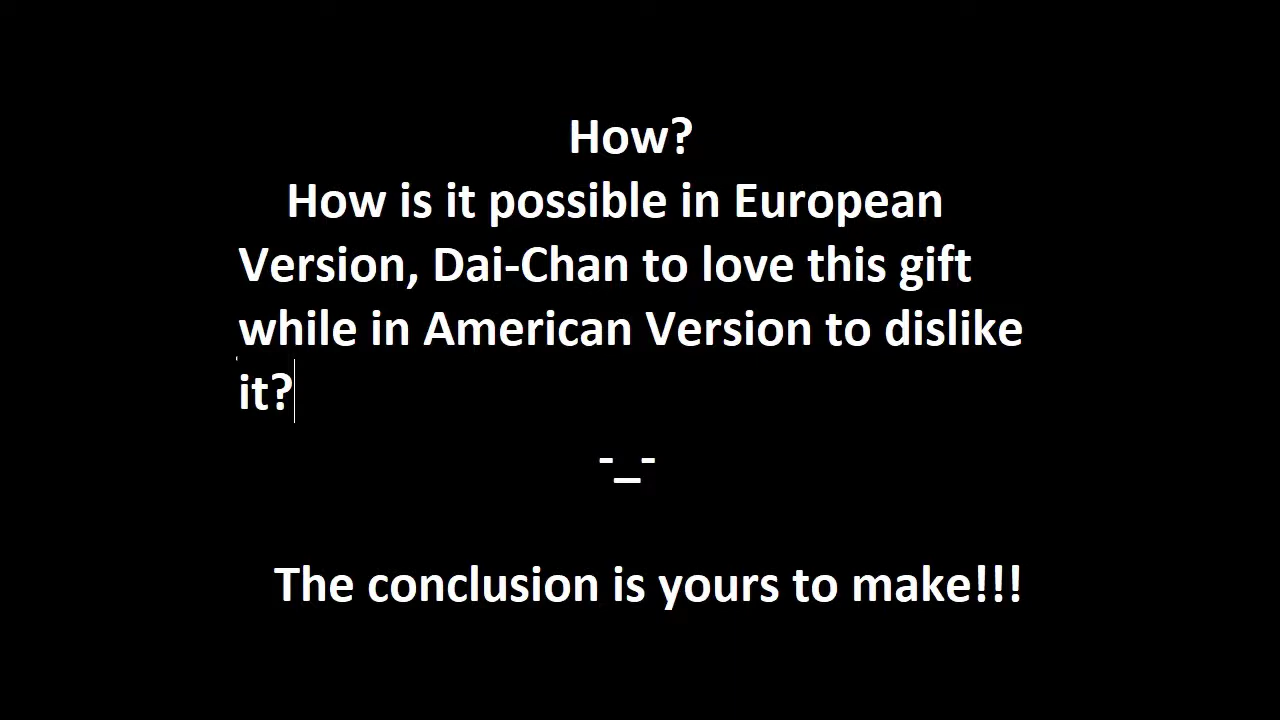 How?
How is it possible in European
Version, Dai-Chan to love this gift
while in American Version to dislike
it?
-_-
The conclusion is yours to make!!!